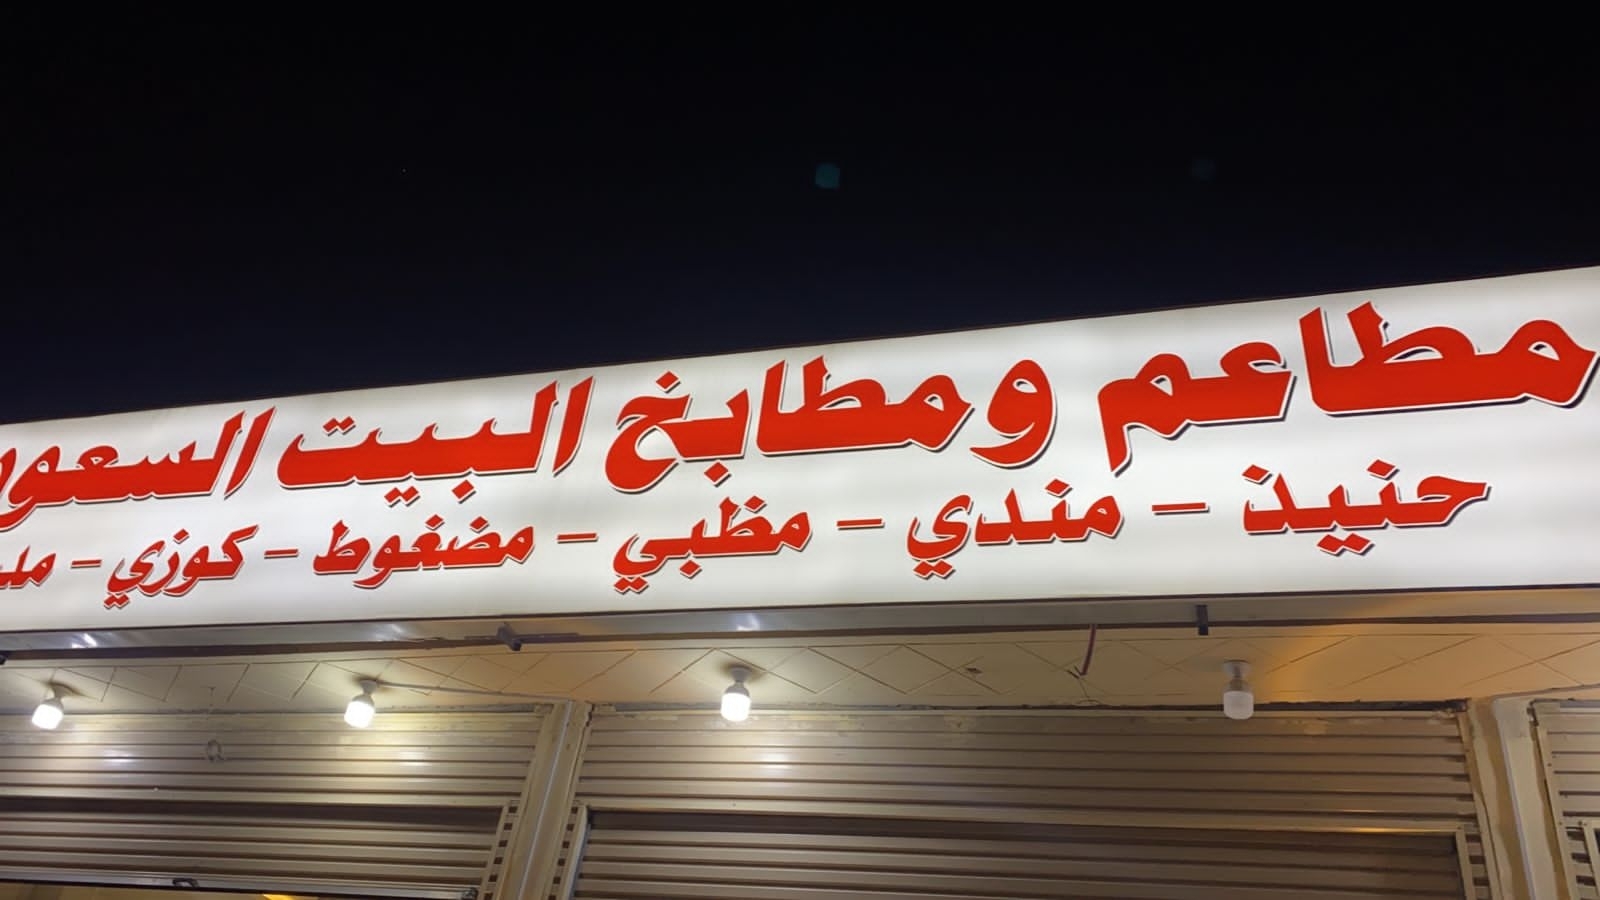 مطاعم ومطابخ البيت
حنيذ - مندي - مظبي - مضغوط - كوزي -